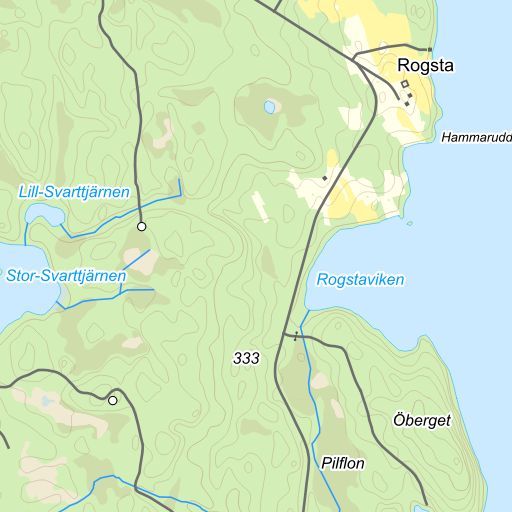 Rogsta
Hammarudd
Lill-Svarttjärnen
Stor-Svarttjärnen
Rogstaviken
333
Öberget
Pilflon